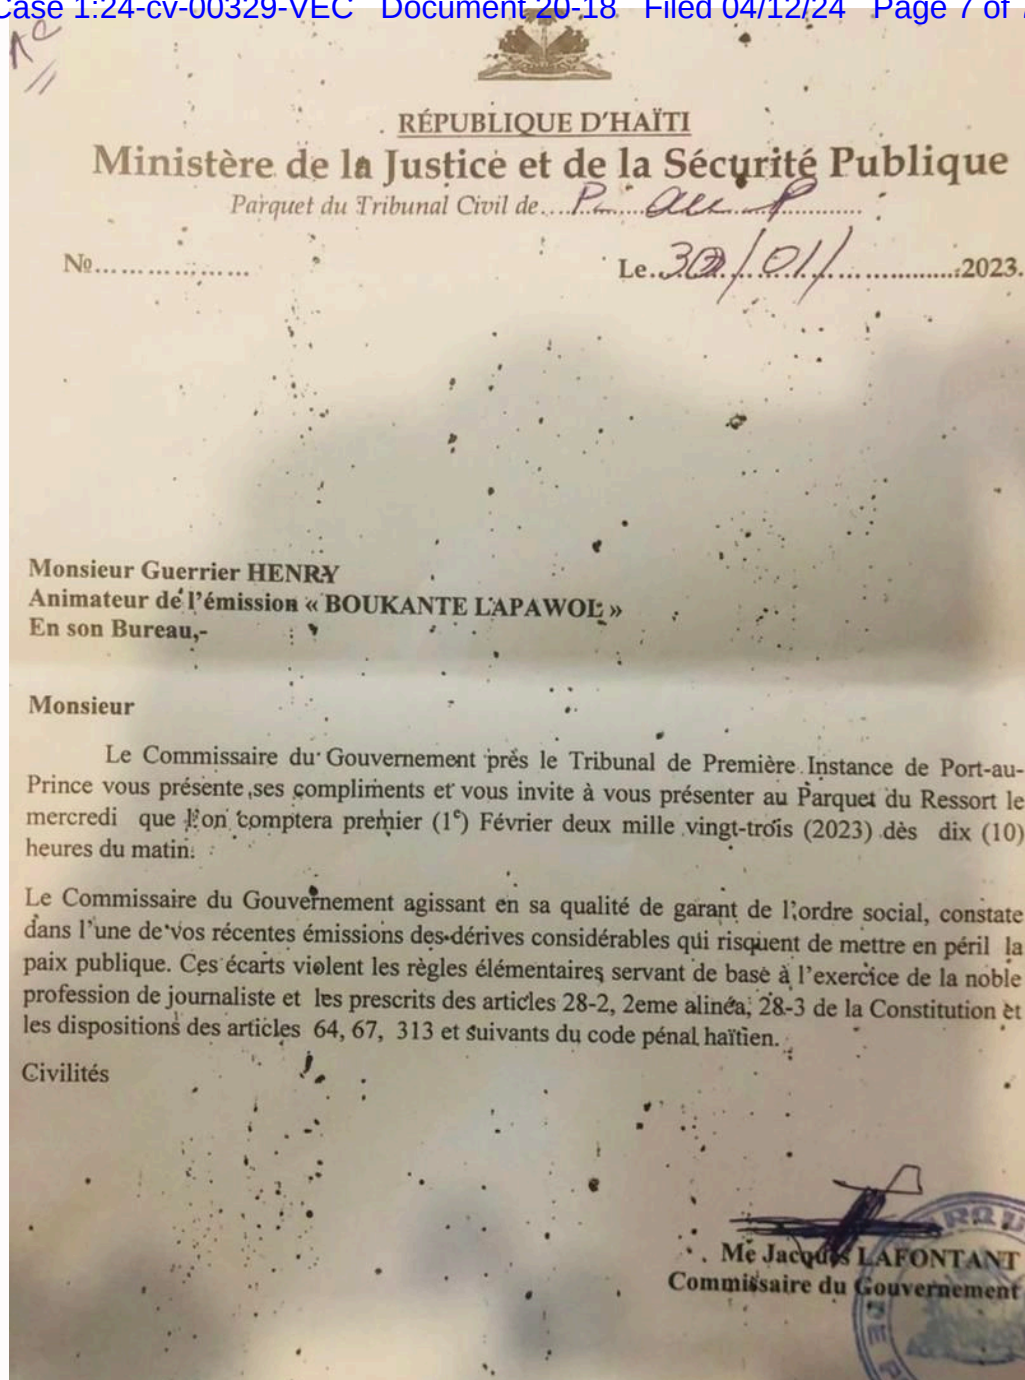 Case 1:24-cv-00329-VEC Document 20-18 Filed 04/12/24 Page 7 of
RÉPUBLIQUE D'HAÏTI
Ministère de la Justice et de la Sécurité Publique
Parquet du Tribunal Civil de.... P. au P ............
№..................
Le..30/01/..............2023.
Monsieur Guerrier HENRY
Animateur de l'émission « BOUKANTE LAPAWOL »
En son Bureau,-
Monsieur
Le Commissaire du Gouvernement près le Tribunal de Première Instance de Port-au-
Prince vous présente ses compliments et vous invite à vous présenter au Parquet du Ressort le
mercredi que l'on comptera premier (1e) Février deux mille vingt-trois (2023) dès dix (10)
heures du matin.
Le Commissaire du Gouvernement agissant en sa qualité de garant de l'ordre social, constate
dans l'une de vos récentes émissions des dérives considérables qui risquent de mettre en péril la
paix publique. Ces écarts violent les règles élémentaires servant de base à l'exercice de la noble
profession de journaliste et les prescrits des articles 28-2, 2eme alinéa, 28-3 de la Constitution et
les dispositions des articles 64, 67, 313 et suivants du code pénal haïtien.
Civilités
Me Jacques LAFONTANT
Commissaire du Gouvernement